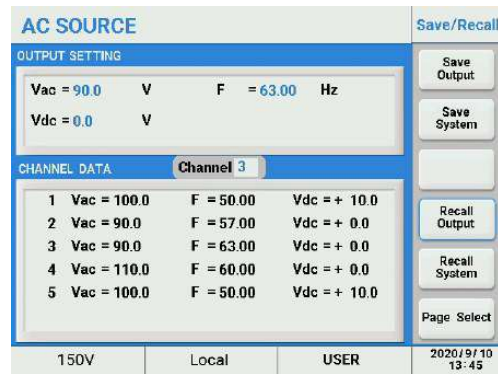 AC SOURCE
Save/Recall
OUTPUT SETTING
Vac = 90.0 V F = 63.00 Hz
Vdc = 0.0 V
CHANNEL DATA Channel 3
1 Vac = 100.0 F = 50.00 Vdc = + 10.0
2 Vac = 90.0 F = 57.00 Vdc = + 0.0
3 Vac = 90.0 F = 63.00 Vdc = + 0.0
4 Vac = 110.0 F = 60.00 Vdc = + 0.0
5 Vac = 100.0 F = 50.00 Vdc = + 10.0
Save
Output
Save
System
Recall
Output
Recall
System
Page Select
150V Local USER
2020/9/10
13:45